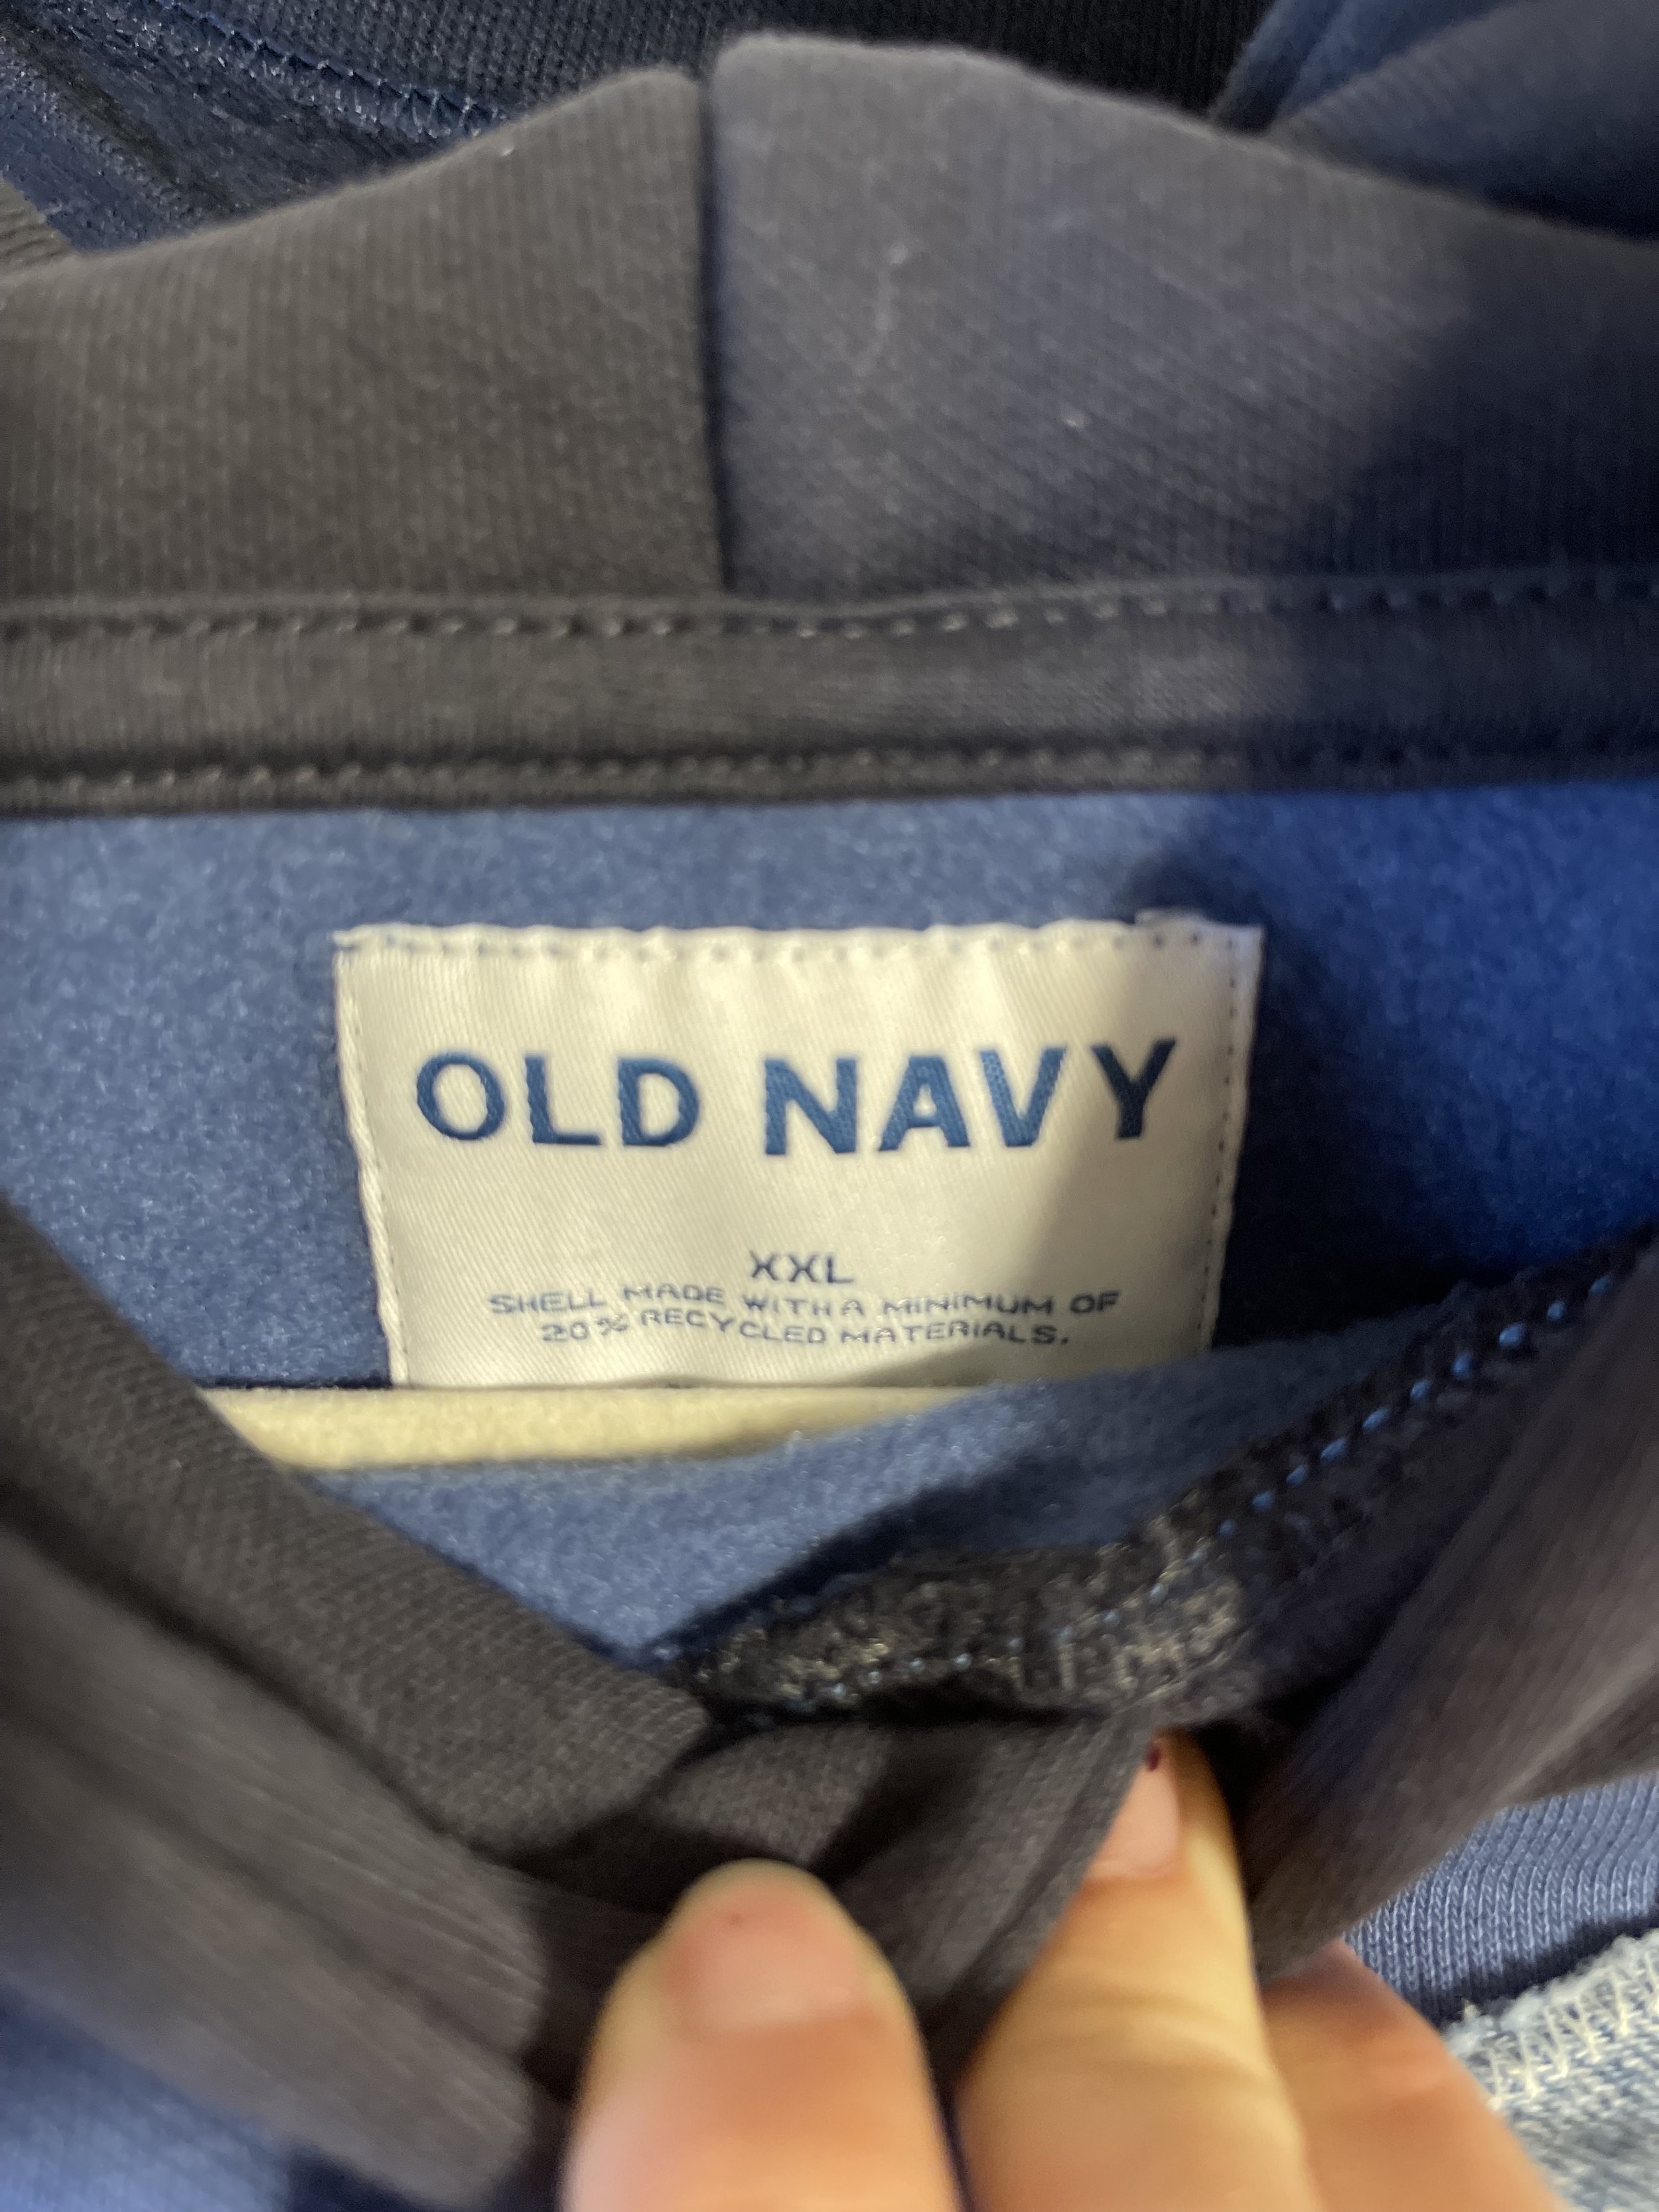 OLD NAVY
XXL
SHELL MADE WITH A MINIMUM OF
20% RECYCLED MATERIALS.